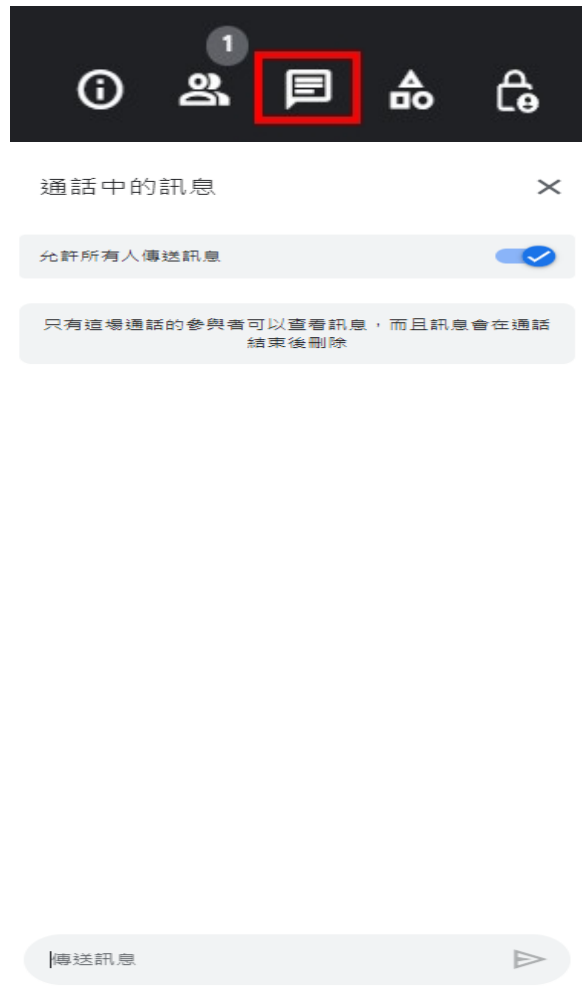 1
通話中的訊息
允許所有人傳送訊息
只有這場通話的參與者可以查看訊息，而且訊息會在通話
結束後刪除
傳送訊息